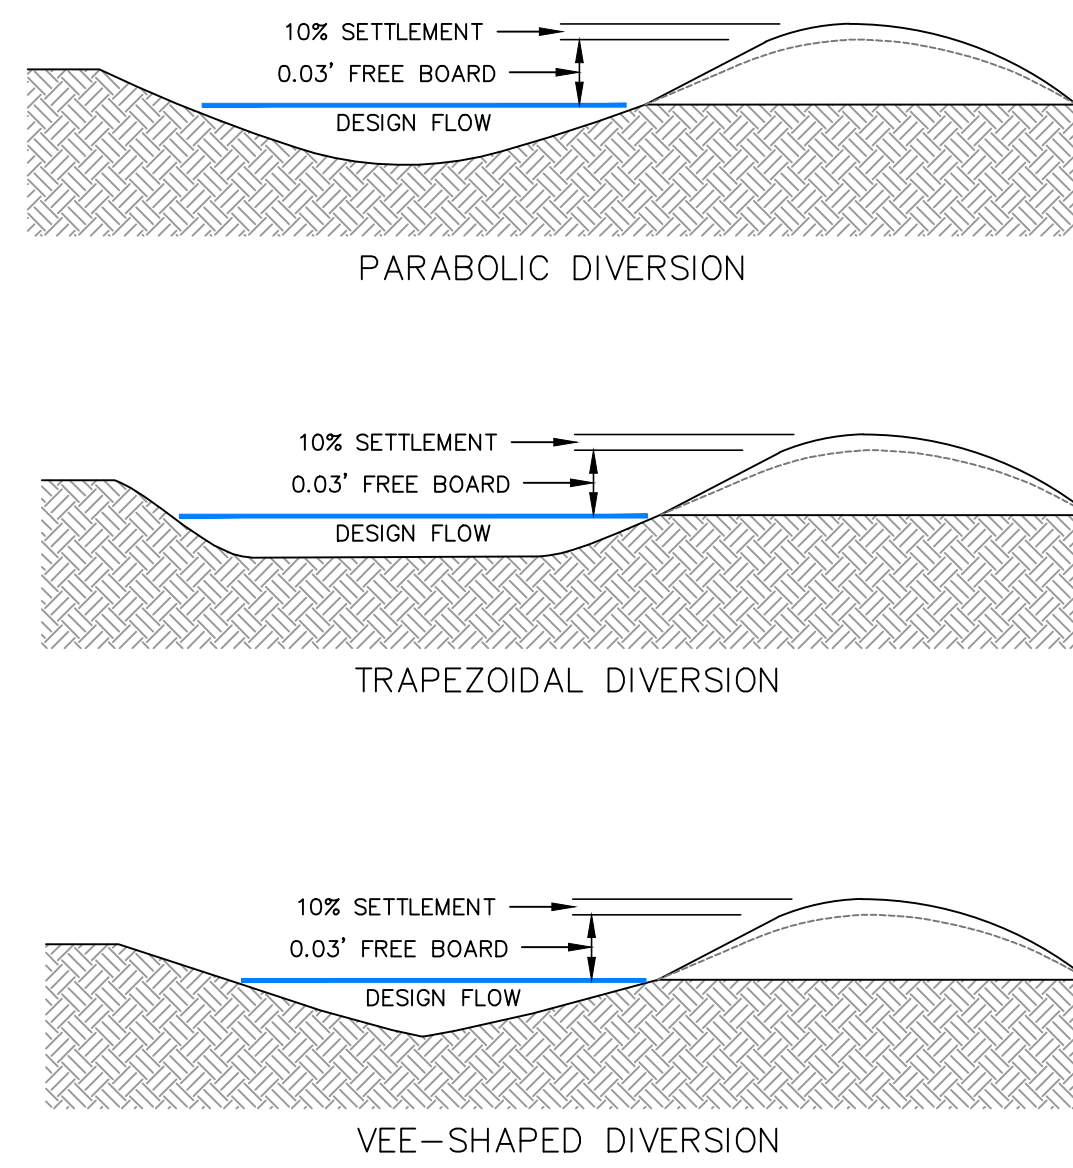 10% SETTLEMENT
0.03' FREE BOARD
DESIGN FLOW
PARABOLIC DIVERSION
10% SETTLEMENT
0.03' FREE BOARD
DESIGN FLOW
TRAPEZOIDAL DIVERSION
10% SETTLEMENT
0.03' FREE BOARD
DESIGN FLOW
VEE-SHAPED DIVERSION